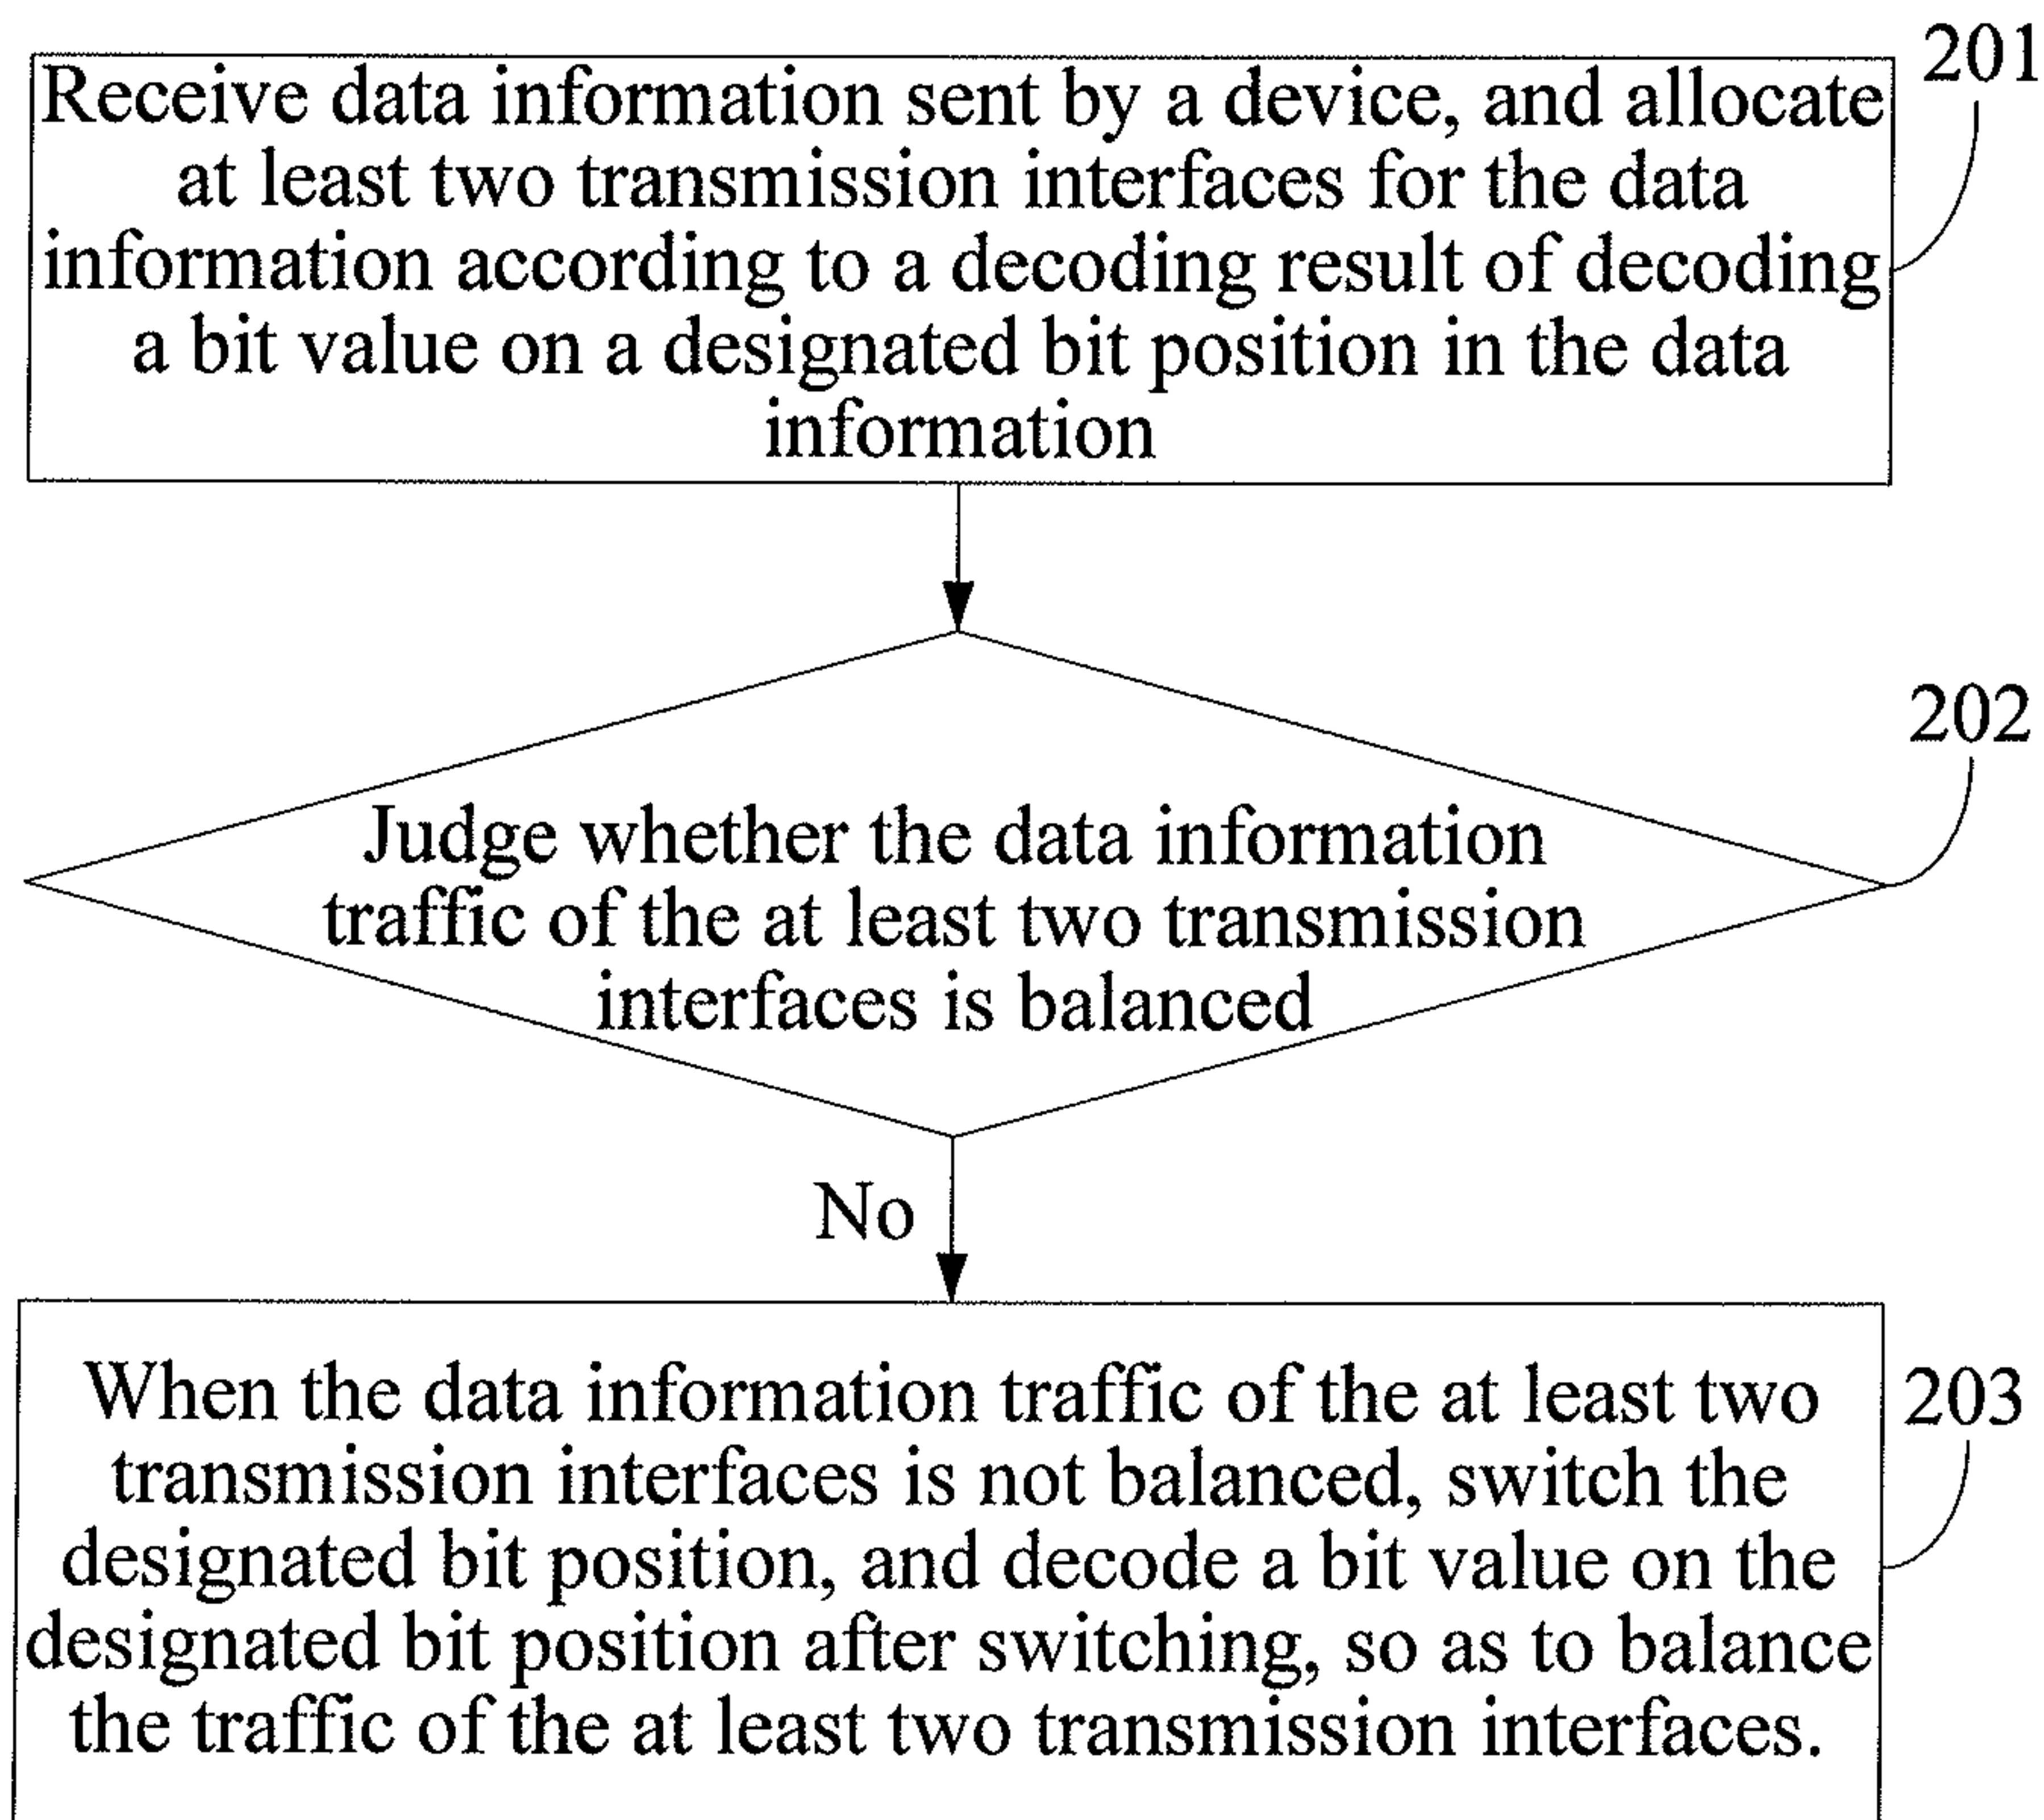 201
Receive data information sent by a device, and allocate
at least two transmission interfaces for the data
information according to a decoding result of decoding
a bit value on a designated bit position in the data
information
202
Judge whether the data information
traffic of the at least two transmission
interfaces is balanced
No
When the data information traffic of the at least two
203
transmission interfaces is not balanced, switch the
designated bit position, and decode a bit value on the
designated bit position after switching, so as to balance
the traffic of the at least two transmission interfaces.